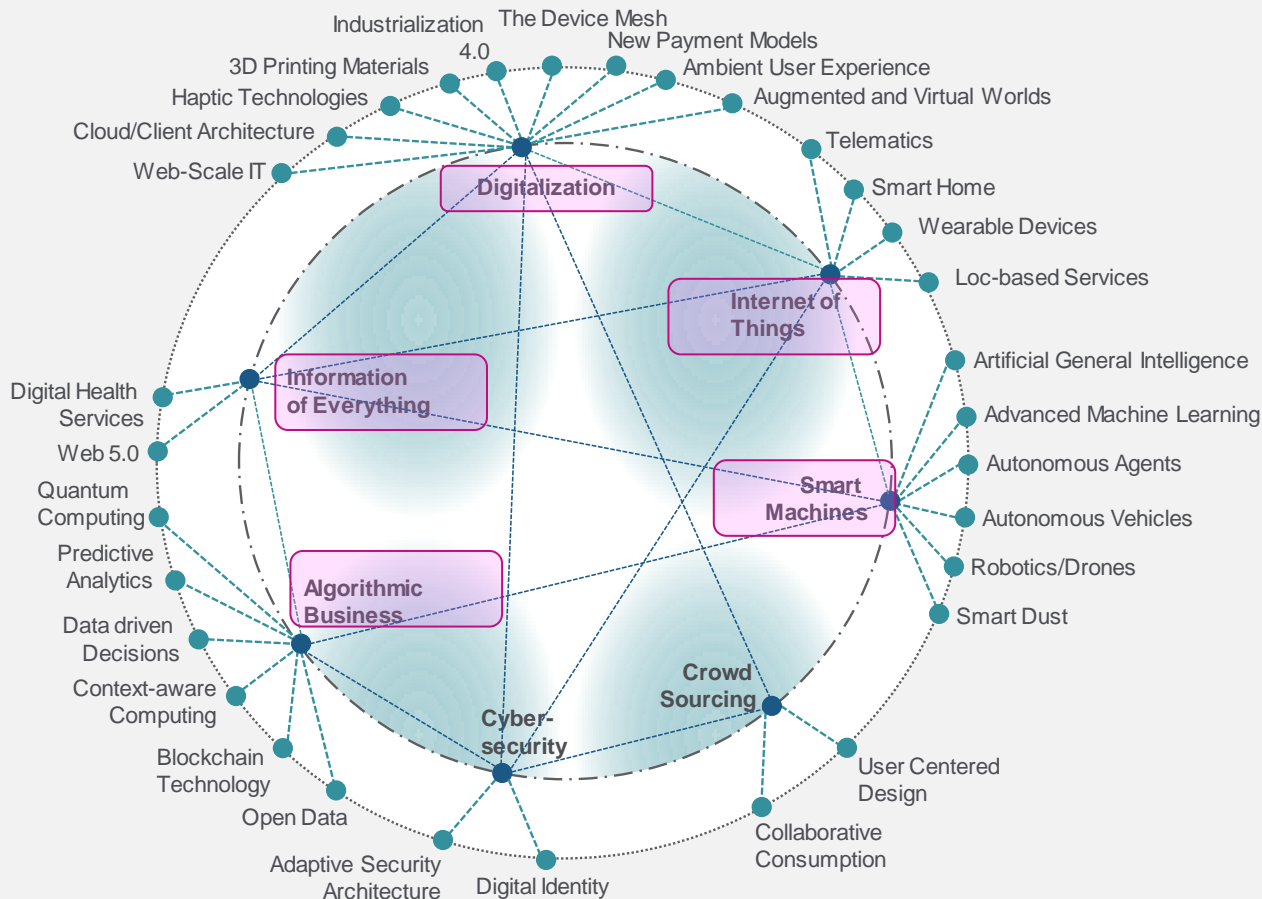 The Device Mesh
Industrialization
4.0
New Payment Models
3D Printing Materials
Ambient User Experience
Haptic Technologies
Augmented and Virtual Worlds
Cloud/Client Architecture
Telematics
Web-Scale IT
Smart Home
Digitalization
Wearable Devices
Loc-based Services
Internet of
Things
Artificial General Intelligence
Information
of Everything
Digital Health
Services
Advanced Machine Learning
Web 5.0
Autonomous Agents
Smart
Machines
Quantum
Computing
Autonomous Vehicles
Predictive
Analytics
Robotics/Drones
Algorithmic
Business
Smart Dust
Data driven
Decisions
Crowd
Sourcing
Context-aware
Computing
Cyber-
security
Blockchain
Technology
User Centered
Design
Open Data
Collaborative
Consumption
Adaptive Security
Architecture
Digital Identity